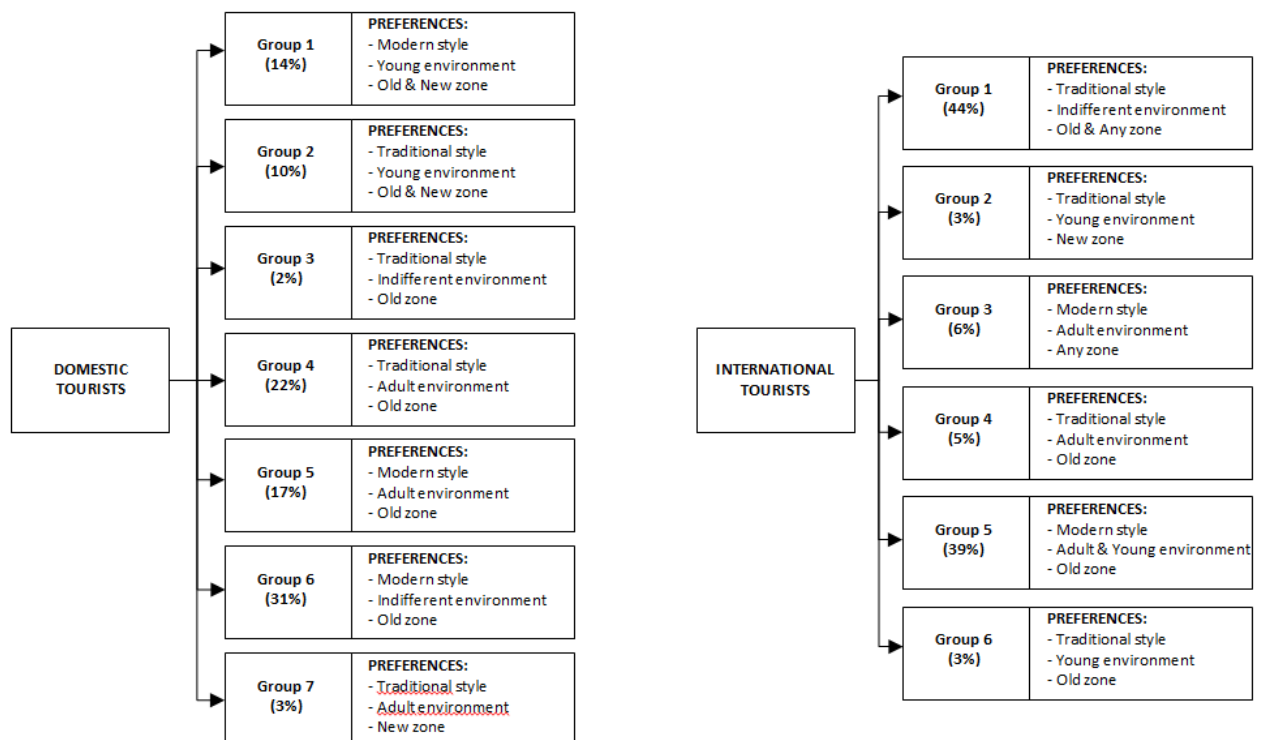 DOMESTIC
TOURISTS
Group 1
(14%)
PREFERENCES:
- Modern style
- Young environment
- Old & New zone
Group 2
(10%)
PREFERENCES:
- Traditional style
- Young environment
- Old & New zone
Group 3
(2%)
PREFERENCES:
- Traditional style
- Indifferent environment
- Old zone
Group 4
(22%)
PREFERENCES:
- Traditional style
- Adult environment
- Old zone
Group 5
(17%)
PREFERENCES:
- Modern style
- Adult environment
- Old zone
Group 6
(31%)
PREFERENCES:
- Modern style
- Indifferent environment
- Old zone
Group 7
(3%)
PREFERENCES:
- Traditional style
- Adult environment
- New zone
INTERNATIONAL
TOURISTS
Group 1
(44%)
PREFERENCES:
- Traditional style
- Indifferent environment
- Old & Any zone
Group 2
(3%)
PREFERENCES:
- Traditional style
- Young environment
- New zone
Group 3
(6%)
PREFERENCES:
- Modern style
- Adult environment
- Any zone
Group 4
(5%)
PREFERENCES:
- Traditional style
- Adult environment
- Old zone
Group 5
(39%)
PREFERENCES:
- Modern style
- Adult & Young environment
- Old zone
Group 6
(3%)
PREFERENCES:
- Traditional style
- Young environment
- Old zone